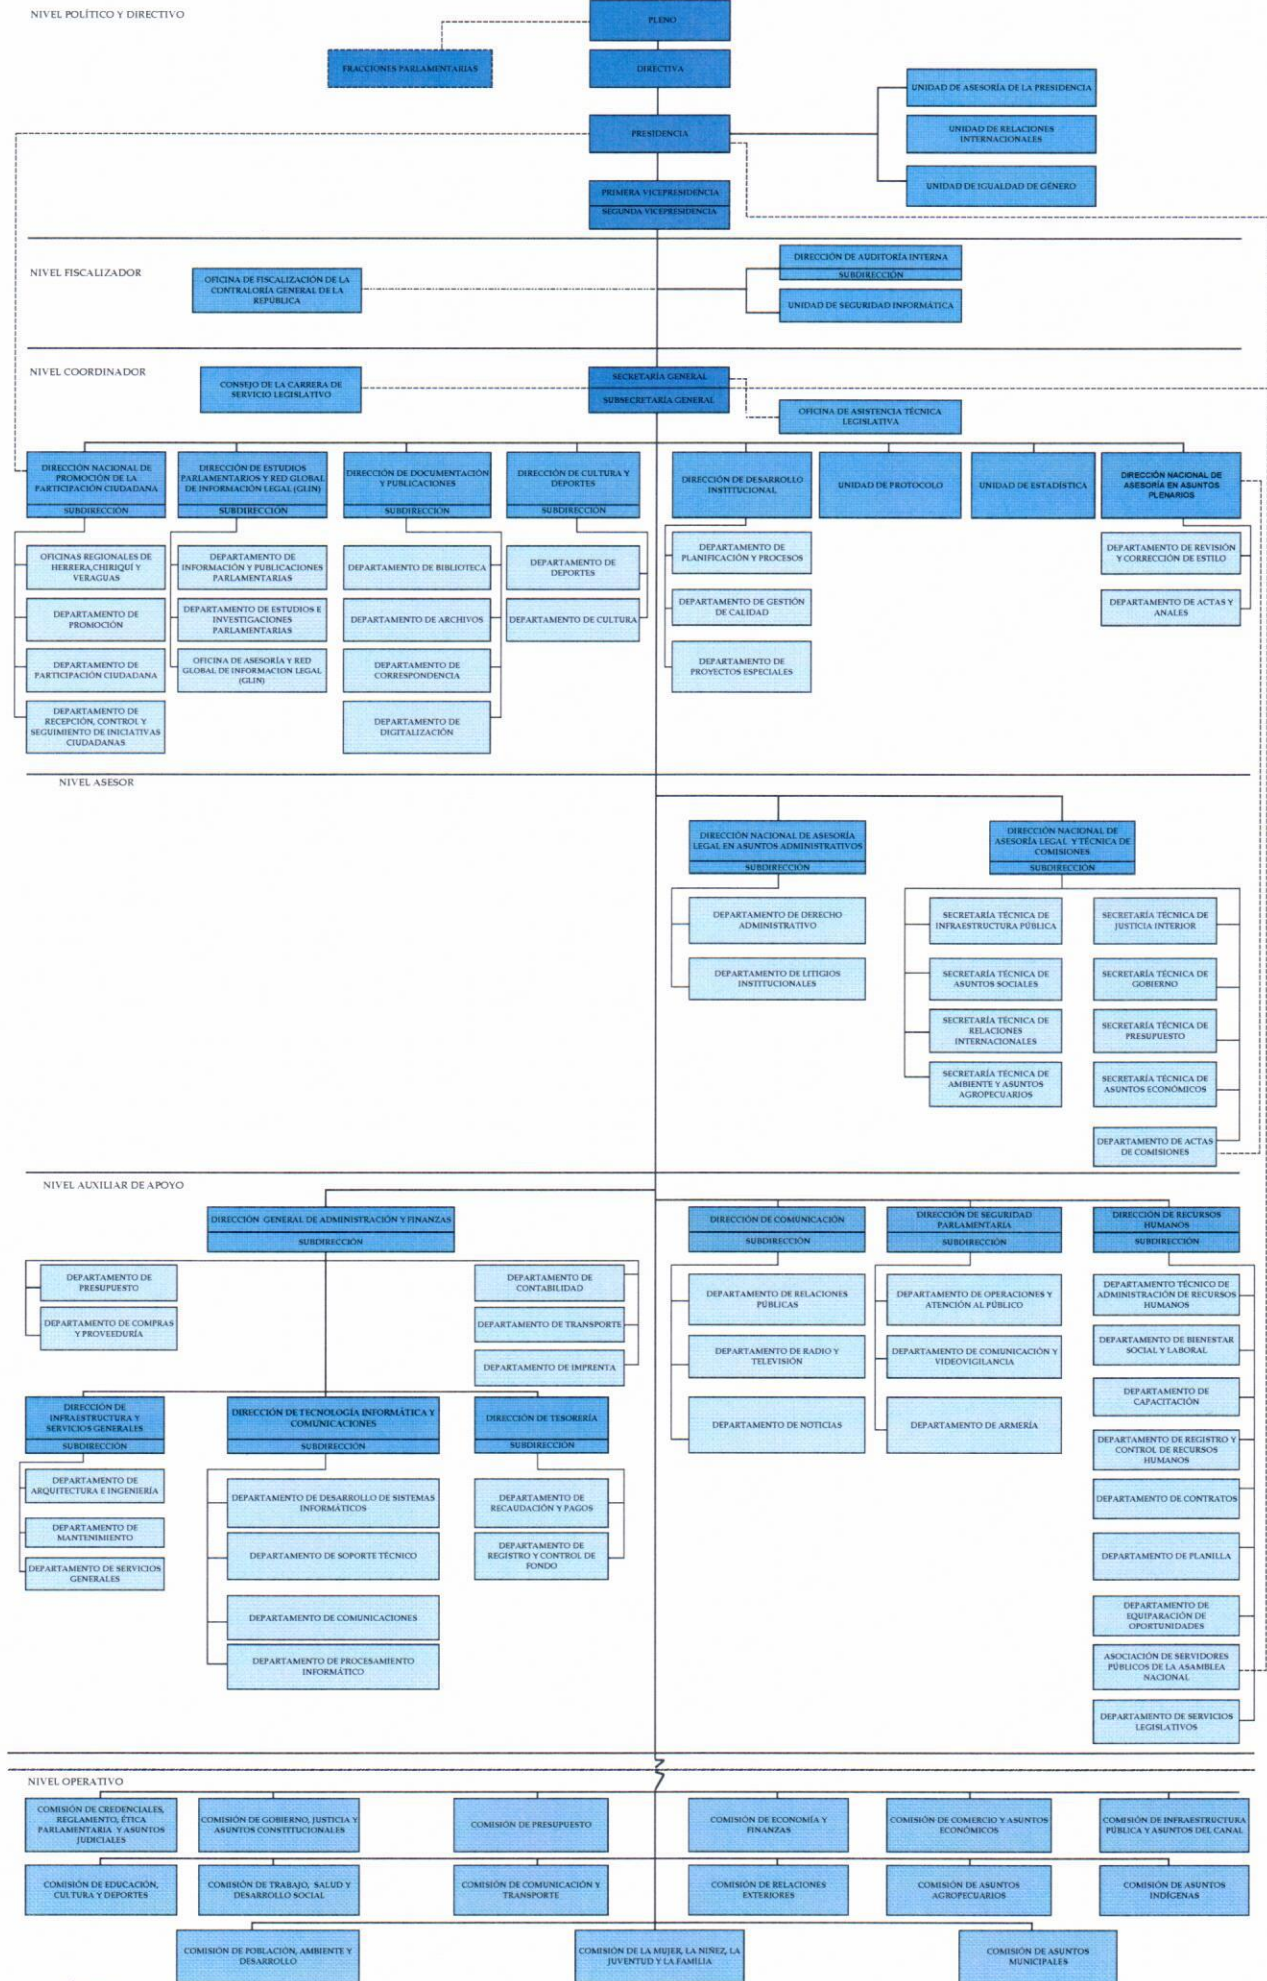 NIVEL POLÍTICO Y DIRECTIVO
PLENO
FRACCIONES PARLAMENTARIAS
DIRECTIVA
UNIDAD DE ASESORÍA DE LA PRESIDENCIA
PRESIDENCIA
UNIDAD DE RELACIONES
INTERNACIONALES
UNIDAD DE IGUALDAD DE GÉNERO
PRIMERA VICEPRESIDENCIA
SEGUNDA VICEPRESIDENCIA
NIVEL FISCALIZADOR
OFICINA DE FISCALIZACIÓN DE LA
CONTRALORÍA GENERAL DE LA
REPÚBLICA
DIRECCIÓN DE AUDITORÍA INTERNA
SUBDIRECCIÓN
UNIDAD DE SEGURIDAD INFORMÁTICA
NIVEL COORDINADOR
CONSEJO DE LA CARRERA DE
SERVICIO LEGISLATIVO
SECRETARÍA GENERAL
SUBSECRETARÍA GENERAL
OFICINA DE ASISTENCIA TÉCNICA
LEGISLATIVA
DIRECCIÓN NACIONAL DE
PROMOCIÓN DE LA
PARTICIPACIÓN CIUDADANA
SUBDIRECCIÓN
OFICINAS REGIONALES DE
HERRERA,CHIRIQUÍ Y
VERAGUAS
DEPARTAMENTO DE
PROMOCIÓN
DEPARTAMENTO DE
PARTICIPACIÓN CIUDADANA
DEPARTAMENTO DE
RECEPCIÓN, CONTROL Y
SEGUIMIENTO DE INICIATIVAS
CIUDADANAS
DIRECCIÓN DE ESTUDIOS
PARLAMENTARIOS Y RED GLOBAL
DE INFORMACIÓN LEGAL (GLIN)
SUBDIRECCIÓN
DEPARTAMENTO DE
INFORMACIÓN Y PUBLICACIONES
PARLAMENTARIAS
DEPARTAMENTO DE ESTUDIOS E
INVESTIGACIONES
PARLAMENTARIAS
OFICINA DE ASESORÍA Y RED
GLOBAL DE INFORMACION LEGAL
(GLIN)
DIRECCIÓN DE DOCUMENTACIÓN
Y PUBLICACIONES
SUBDIRECCIÓN
DEPARTAMENTO DE BIBLIOTECA
DEPARTAMENTO DE ARCHIVOS
DEPARTAMENTO DE
CORRESPONDENCIA
DEPARTAMENTO DE
DIGITALIZACIÓN
DIRECCIÓN DE CULTURA Y
DEPORTES
SUBDIRECCIÓN
DEPARTAMENTO DE
DEPORTES
DEPARTAMENTO DE CULTURA
DIRECCIÓN DE DESARROLLO
INSTITUCIONAL
DEPARTAMENTO DE
PLANIFICACIÓN Y PROCESOS
DEPARTAMENTO DE GESTIÓN
DE CALIDAD
DEPARTAMENTO DE
PROYECTOS ESPECIALES
UNIDAD DE PROTOCOLO
UNIDAD DE ESTADÍSTICA
DIRECCIÓN NACIONAL DE
ASESORÍA EN ASUNTOS
PLENARIOS
SUBDIRECCIÓN
DEPARTAMENTO DE REVISIÓN
Y CORRECCIÓN DE ESTILO
DEPARTAMENTO DE ACTAS Y
ANALES
NIVEL ASESOR
DIRECCIÓN NACIONAL DE ASESORÍA
LEGAL EN ASUNTOS ADMINISTRATIVOS
SUBDIRECCIÓN
DEPARTAMENTO DE DERECHO
ADMINISTRATIVO
DEPARTAMENTO DE LITIGIOS
INSTITUCIONALES
DIRECCIÓN NACIONAL DE
ASESORÍA LEGAL Y TÉCNICA DE
COMISIONES
SUBDIRECCIÓN
SECRETARÍA TÉCNICA DE
INFRAESTRUCTURA PÚBLICA
SECRETARÍA TÉCNICA DE
ASUNTOS SOCIALES
SECRETARÍA TÉCNICA DE
RELACIONES
INTERNACIONALES
SECRETARÍA TÉCNICA DE
AMBIENTE Y ASUNTOS
AGROPECUARIOS
SECRETARÍA TÉCNICA DE
JUSTICIA INTERIOR
SECRETARÍA TÉCNICA DE
GOBIERNO
SECRETARÍA TÉCNICA DE
PRESUPUESTO
SECRETARÍA TÉCNICA DE
ASUNTOS ECONÓMICOS
DEPARTAMENTO DE ACTAS
DE COMISIONES
NIVEL AUXILIAR DE APOYO
DIRECCIÓN GENERAL DE ADMINISTRACIÓN Y FINANZAS
SUBDIRECCIÓN
DEPARTAMENTO DE
PRESUPUESTO
DEPARTAMENTO DE COMPRAS
Y PROVEEDURÍA
DEPARTAMENTO DE
CONTABILIDAD
DEPARTAMENTO DE TRANSPORTE
DEPARTAMENTO DE IMPRENTA
DIRECCIÓN DE
INFRAESTRUCTURA Y
SERVICIOS GENERALES
SUBDIRECCIÓN
DEPARTAMENTO DE
ARQUITECTURA E INGENIERÍA
DEPARTAMENTO DE
MANTENIMIENTO
DEPARTAMENTO DE SERVICIOS
GENERALES
DIRECCIÓN DE TECNOLOGÍA INFORMÁTICA Y
COMUNICACIONES
SUBDIRECCIÓN
DEPARTAMENTO DE DESARROLLO DE SISTEMAS
INFORMÁTICOS
DEPARTAMENTO DE SOPORTE TÉCNICO
DEPARTAMENTO DE COMUNICACIONES
DEPARTAMENTO DE PROCESAMIENTO
INFORMÁTICO
DIRECCIÓN DE TESORERÍA
SUBDIRECCIÓN
DEPARTAMENTO DE
RECAUDACIÓN Y PAGOS
DEPARTAMENTO DE
REGISTRO Y CONTROL DE
FONDO
DIRECCIÓN DE COMUNICACIÓN
SUBDIRECCIÓN
DEPARTAMENTO DE RELACIONES
PÚBLICAS
DEPARTAMENTO DE RADIO Y
TELEVISIÓN
DEPARTAMENTO DE NOTICIAS
DIRECCIÓN DE SEGURIDAD
PARLAMENTARIA
SUBDIRECCIÓN
DEPARTAMENTO DE OPERACIONES Y
ATENCIÓN AL PÚBLICO
DEPARTAMENTO DE COMUNICACIÓN Y
VIDEOVIGILANCIA
DEPARTAMENTO DE ARMERÍA
DIRECCIÓN DE RECURSOS
HUMANOS
SUBDIRECCIÓN
DEPARTAMENTO TÉCNICO DE
ADMINISTRACIÓN DE RECURSOS
HUMANOS
DEPARTAMENTO DE BIENESTAR
SOCIAL Y LABORAL
DEPARTAMENTO DE
CAPACITACIÓN
DEPARTAMENTO DE REGISTRO Y
CONTROL DE RECURSOS
HUMANOS
DEPARTAMENTO DE CONTRATOS
DEPARTAMENTO DE PLANILLA
DEPARTAMENTO DE
EQUIPARACIÓN DE
OPORTUNIDADES
ASOCIACIÓN DE SERVIDORES
PÚBLICOS DE LA ASAMBLEA
NACIONAL
DEPARTAMENTO DE SERVICIOS
LEGISLATIVOS
NIVEL OPERATIVO
COMISIÓN DE CREDENCIALES,
REGLAMENTO, ÉTICA
PARLAMENTARIA Y ASUNTOS
JUDICIALES
COMISIÓN DE GOBIERNO, JUSTICIA Y
ASUNTOS CONSTITUCIONALES
COMISIÓN DE PRESUPUESTO
COMISIÓN DE ECONOMÍA Y
FINANZAS
COMISIÓN DE COMERCIO Y ASUNTOS
ECONÓMICOS
COMISIÓN DE INFRAESTRUCTURA
PÚBLICA Y ASUNTOS DEL CANAL
COMISIÓN DE EDUCACIÓN,
CULTURA Y DEPORTES
COMISIÓN DE TRABAJO, SALUD Y
DESARROLLO SOCIAL
COMISIÓN DE COMUNICACIÓN Y
TRANSPORTE
COMISIÓN DE RELACIONES
EXTERIORES
COMISIÓN DE ASUNTOS
AGROPECUARIOS
COMISIÓN DE ASUNTOS
INDÍGENAS
COMISIÓN DE POBLACIÓN, AMBIENTE Y
DESARROLLO
COMISIÓN DE LA MUJER, LA NIÑEZ, LA
JUVENTUD Y LA FAMILIA
COMISIÓN DE ASUNTOS
MUNICIPALES